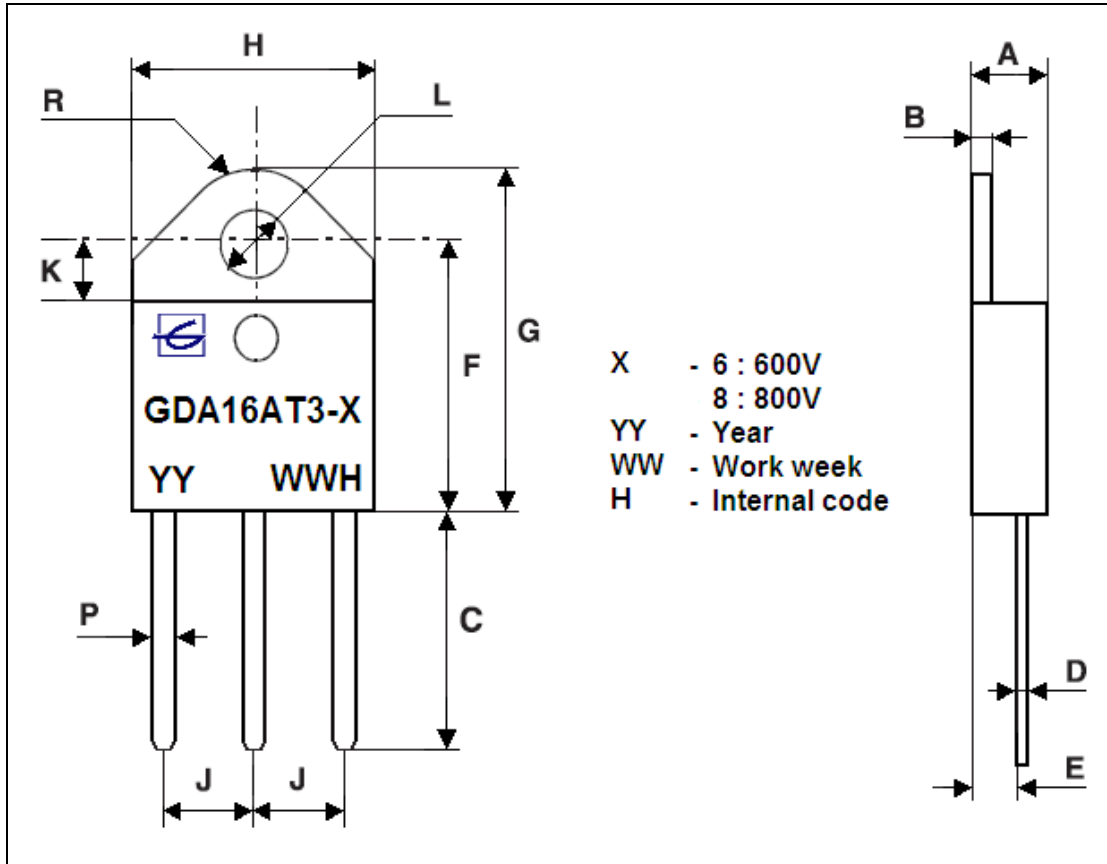 H
A
R
L
B
K
G
F
GDA16AT3-X
YY WWH
X - 6 : 600V
8 : 800V
YY - Year
WW - Work week
H - Internal code
P
C
D
J J
E